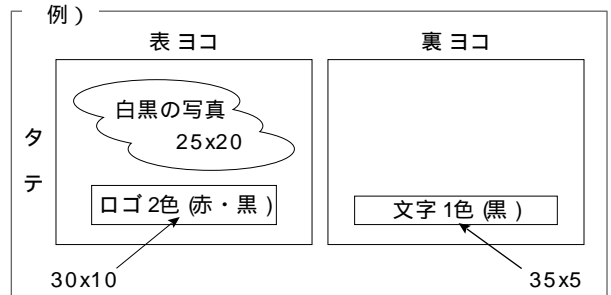 例）
表 ヨコ
裏 ヨコ
タ
テ
白黒の写真
25x20
ロゴ 2色 (赤・黒 )
文字 1色 (黒 )
30x10
35x5